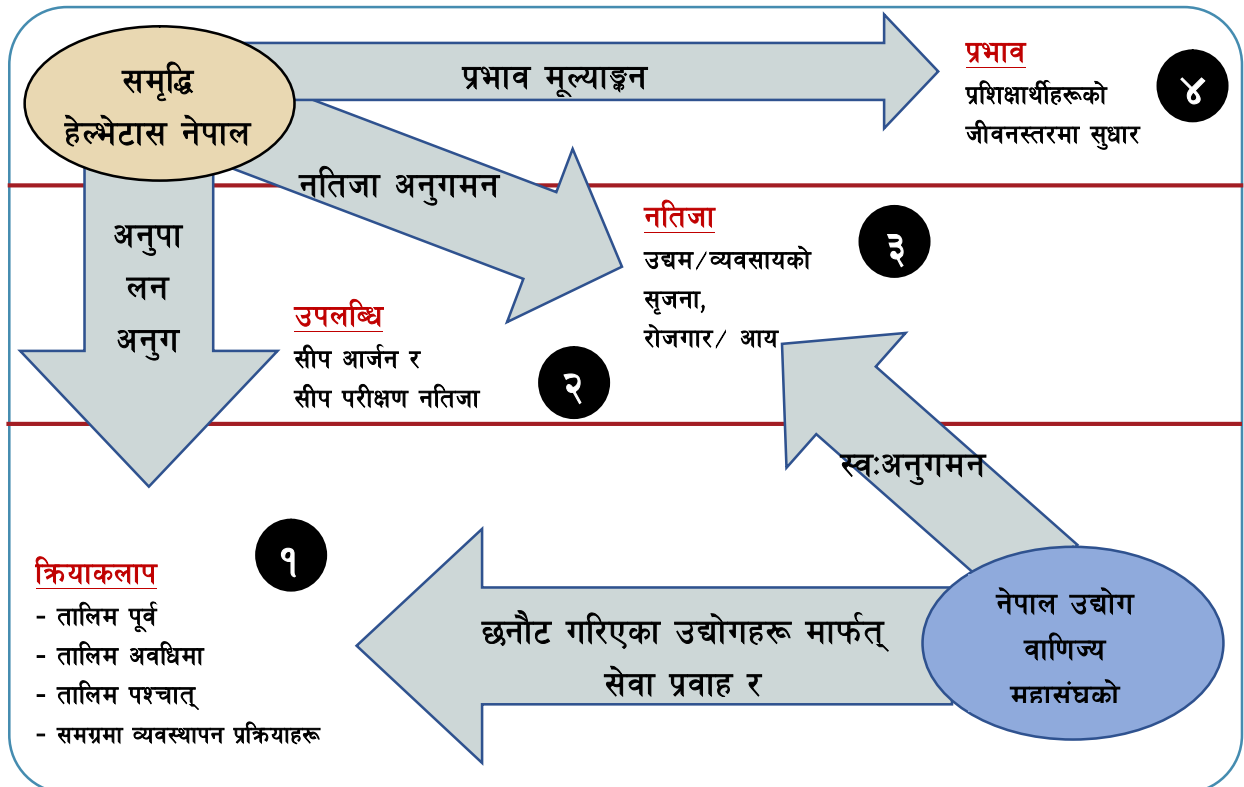 समृद्धि
हेल्भेटास नेपाल
प्रभाव मूल्याङ्कन
प्रभाव
प्रशिक्षार्थीहरूको
जीवनस्तरमा सुधार
४
नतिजा अनुगमन
अनुपा
लन
अनुग
नतिजा
उद्यम/व्यवसायको
सृजना,
रोजगार/ आय
३
उपलब्धि
सीप आर्जन र
सीप परीक्षण नतिजा
२
स्वःअनुगमन
१
क्रियाकलाप
- तालिम पूर्व
- तालिम अवधिमा
- तालिम पश्चात्
- समग्रमा व्यवस्थापन प्रक्रियाहरू
छनौट गरिएका उद्योगहरू मार्फत्
सेवा प्रवाह र
नेपाल उद्योग
वाणिज्य
महासंघको